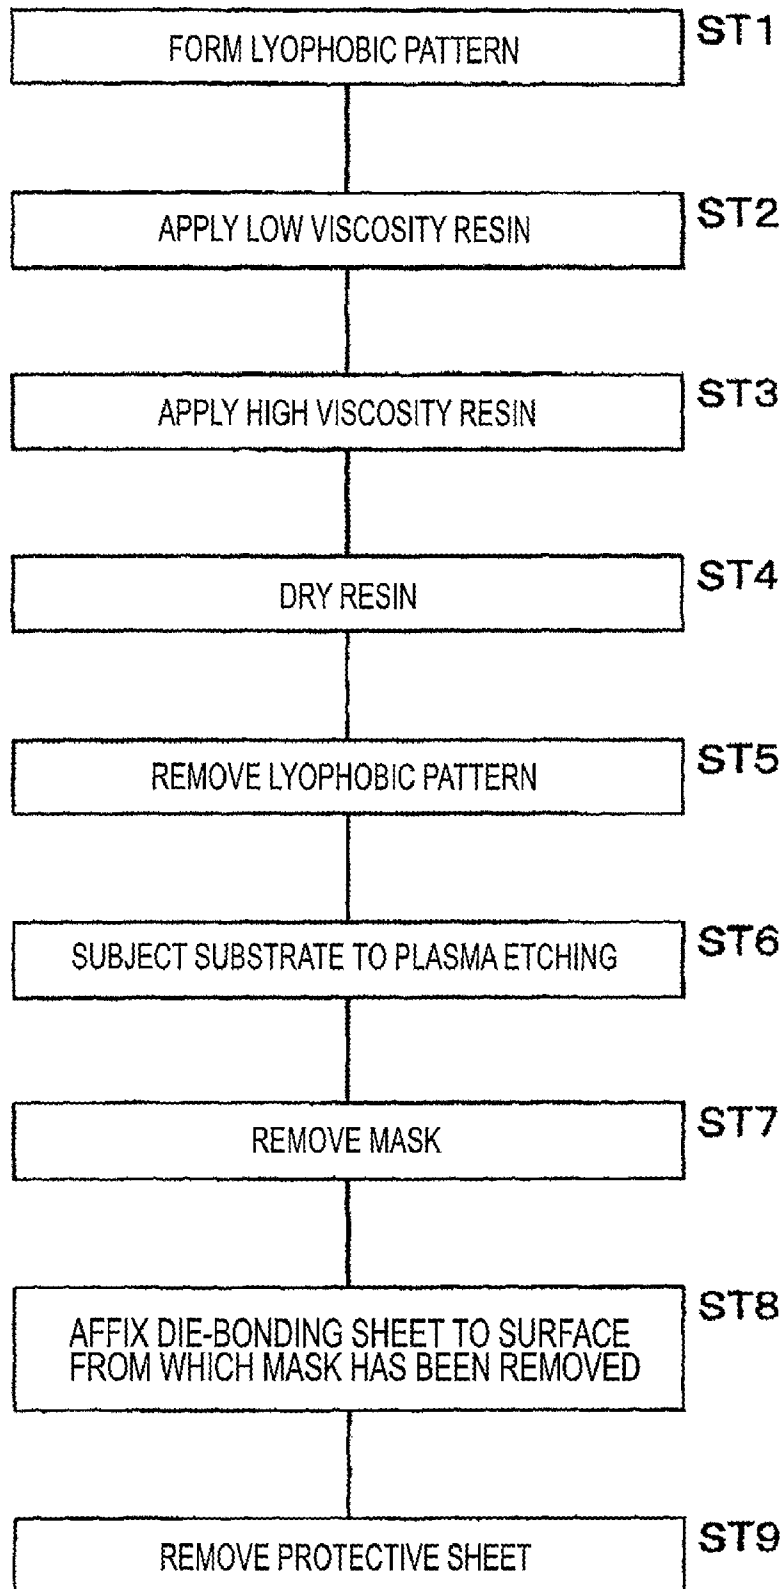 FORM LYOPHOBIC PATTERN ST1
APPLY LOW VISCOSITY RESIN ST2
APPLY HIGH VISCOSITY RESIN ST3
DRY RESIN ST4
REMOVE LYOPHOBIC PATTERN ST5
SUBJECT SUBSTRATE TO PLASMA ETCHING ST6
REMOVE MASK ST7
AFFIX DIE-BONDING SHEET TO SURFACE ST8
FROM WHICH MASK HAS BEEN REMOVED
REMOVE PROTECTIVE SHEET ST9